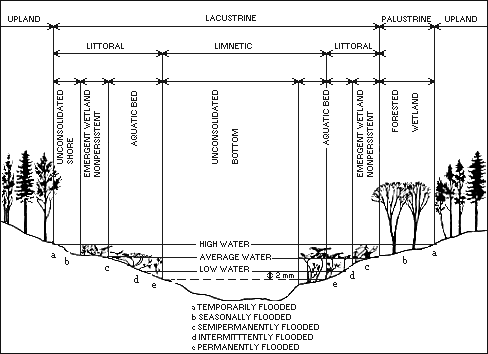 UPLAND LACUSTRINE PALUSTRINE UPLAND
LITTORAL LIMNETIC LITTORAL
UNCONSOLIDATED
SHORE
EMERGENT WETLAND
NONPERSISTENT
AQUATIC BED
UNCONSOLIDATED
BOTTOM
AQUATIC BED
EMERGENT WETLAND
NONPERSISTENT
FORESTED
WETLAND
HIGH WATER
AVERAGE WATER
LOW WATER
2 mm
a b c d e e d c b a
a TEMPORARILY FLOODED
b SEASONALLY FLOODED
c SEMIPERMANENTLY FLOODED
d INTERMITTTENTLY FLOODED
e PERMANENTLY FLOODED